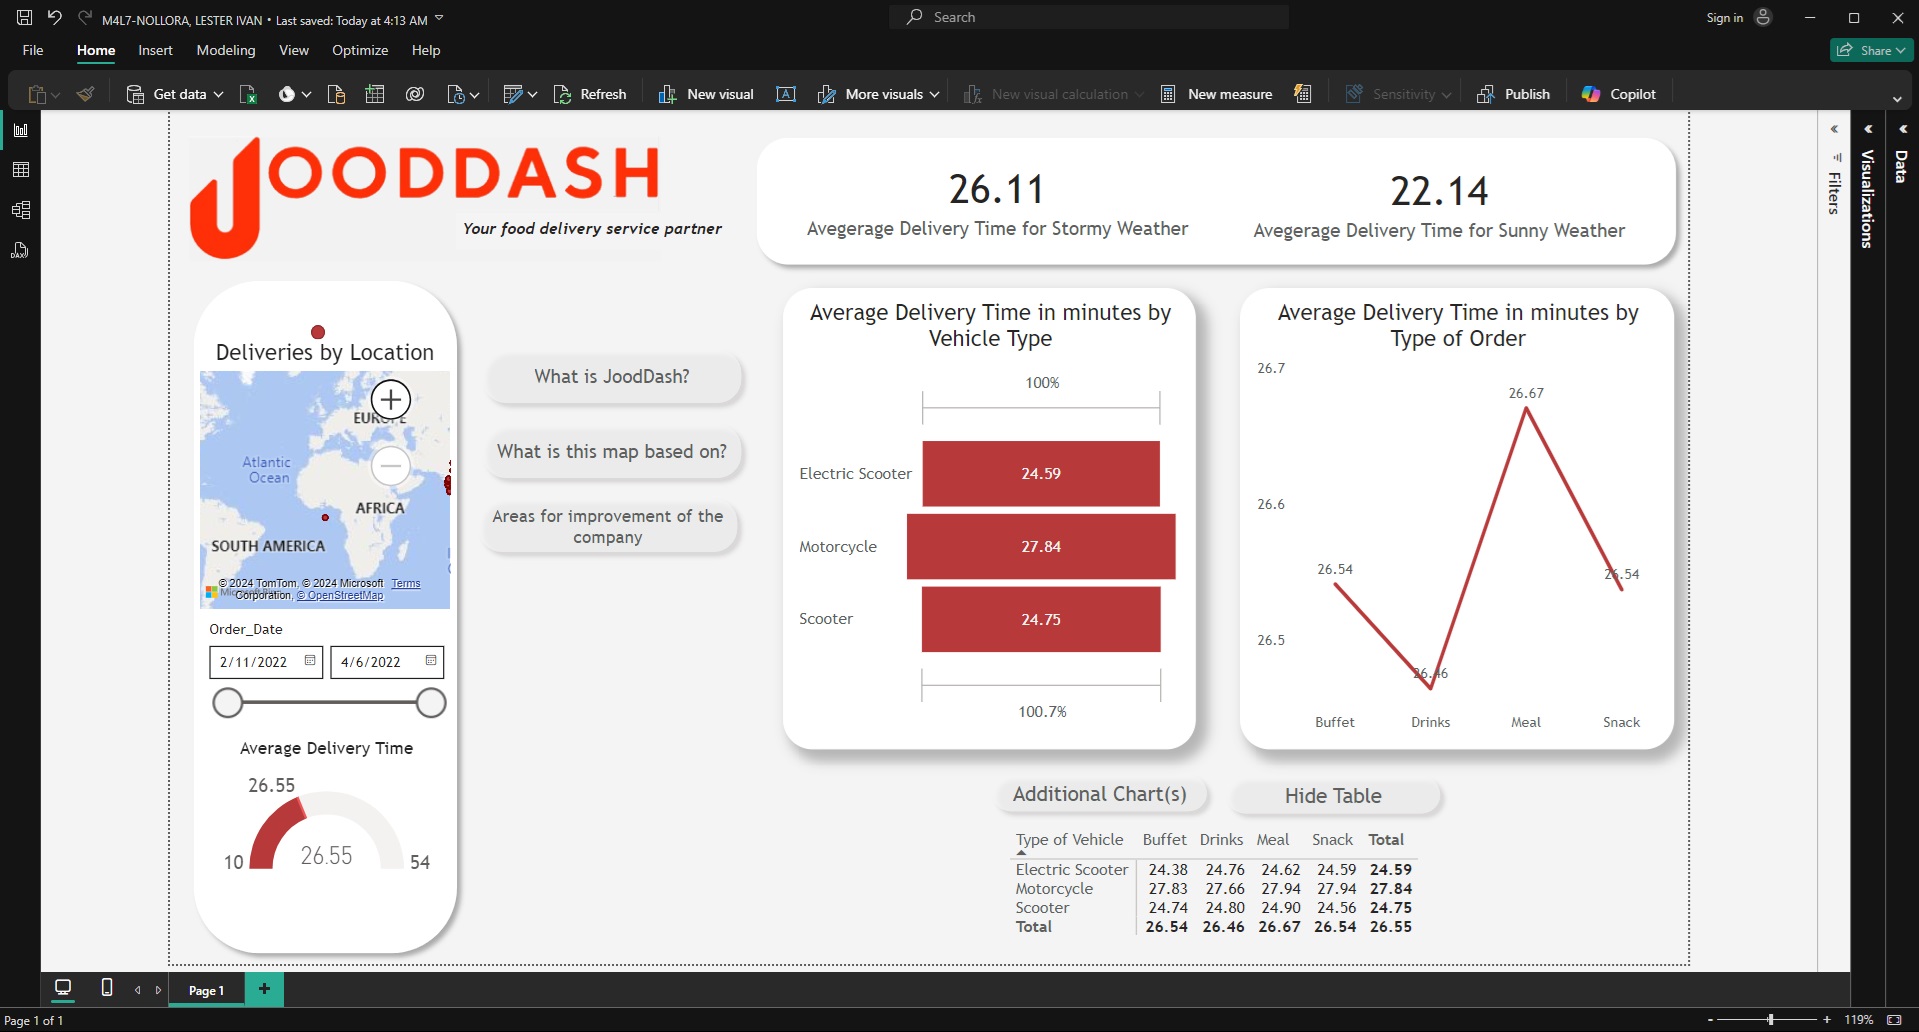 M4L7-NOLLORA, LESTER IVAN • Last saved: Today at 4:13 AM
Search
Sign in
File Home Insert Modeling View Optimize Help
Share
Get data
Refresh
New visual
More visuals
New visual calculation
New measure
Sensitivity
Publish
Copilot
JOODDASH
Your food delivery service partner
26.11
Avegerage Delivery Time for Stormy Weather
22.14
Avegerage Delivery Time for Sunny Weather
Filters
Visualizations
Data
DAX
Deliveries by Location
EUROPE
Atlantic
Ocean
AFRICA
SOUTH AMERICA
© 2024 TomTom, © 2024 Microsoft Terms
Corporation, © OpenStreetMap
Order_Date
2/11/2022 4/6/2022
Average Delivery Time
26.55
10 26.55 54
What is JoodDash?
What is this map based on?
Areas for improvement of the
company
Average Delivery Time in minutes by
Vehicle Type
100%
Electric Scooter 24.59
Motorcycle 27.84
Scooter 24.75
100.7%
Average Delivery Time in minutes by
Type of Order
26.7
26.67
26.6
26.54
26.54
26.5
26.46
Buffet Drinks Meal Snack
Additional Chart(s)
Hide Table
Type of Vehicle Buffet Drinks Meal Snack Total
Electric Scooter 24.38 24.76 24.62 24.59 24.59
Motorcycle 27.83 27.66 27.94 27.94 27.84
Scooter 24.74 24.80 24.90 24.56 24.75
Total 26.54 26.46 26.67 26.54 26.55
Page 1
Page 1 of 1
119%